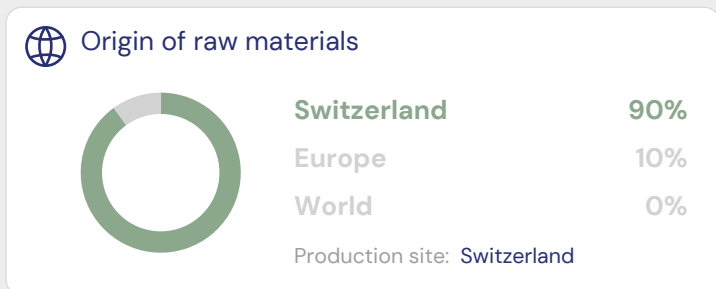 Origin of raw materials
Switzerland 90%
Europe 10%
World 0%
Production site: Switzerland